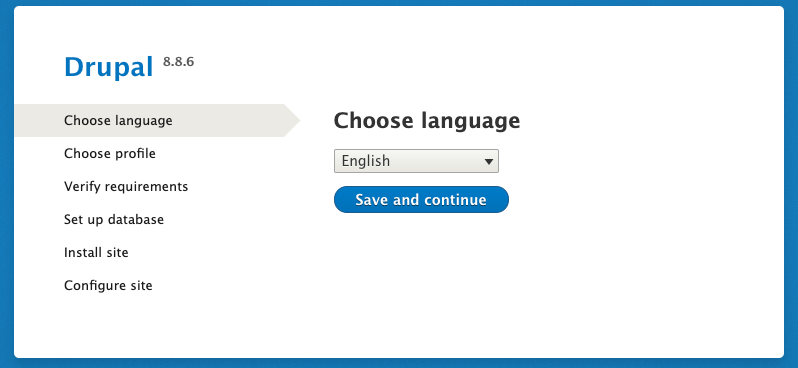 Drupal 8.8.6
Choose language
Choose profile
Verify requirements
Set up database
Install site
Configure site
Choose language
English
Save and continue